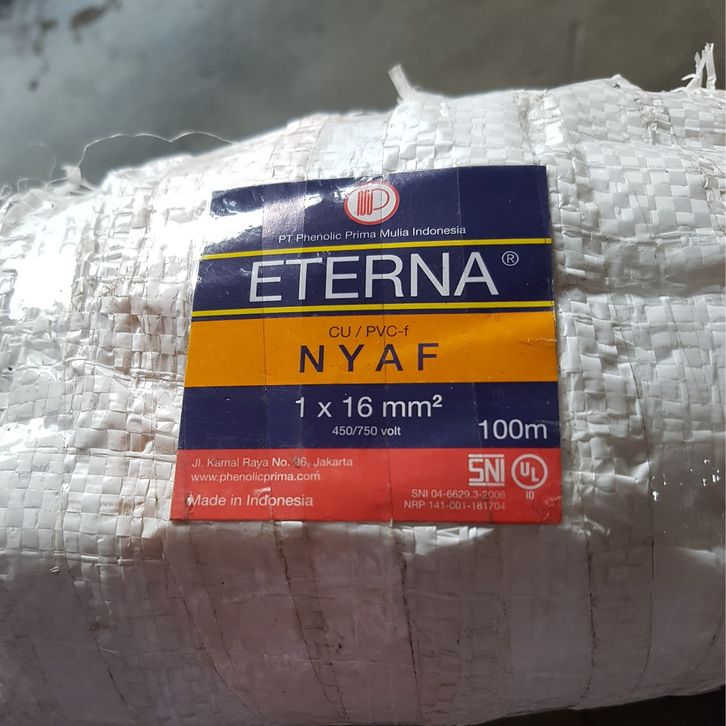 PT Phenolic Prima Mulia Indonesia
ETERNA®
CU / PVC-f
NYAF
1 x 16 mm²
450/750 volt
100m
Jl. Kamal Raya No. 96, Jakarta
www.phenolicprima.com
Made in Indonesia
SNI
UL
ID
SNI 04-6629.3-2006
NRP 141-001-181704